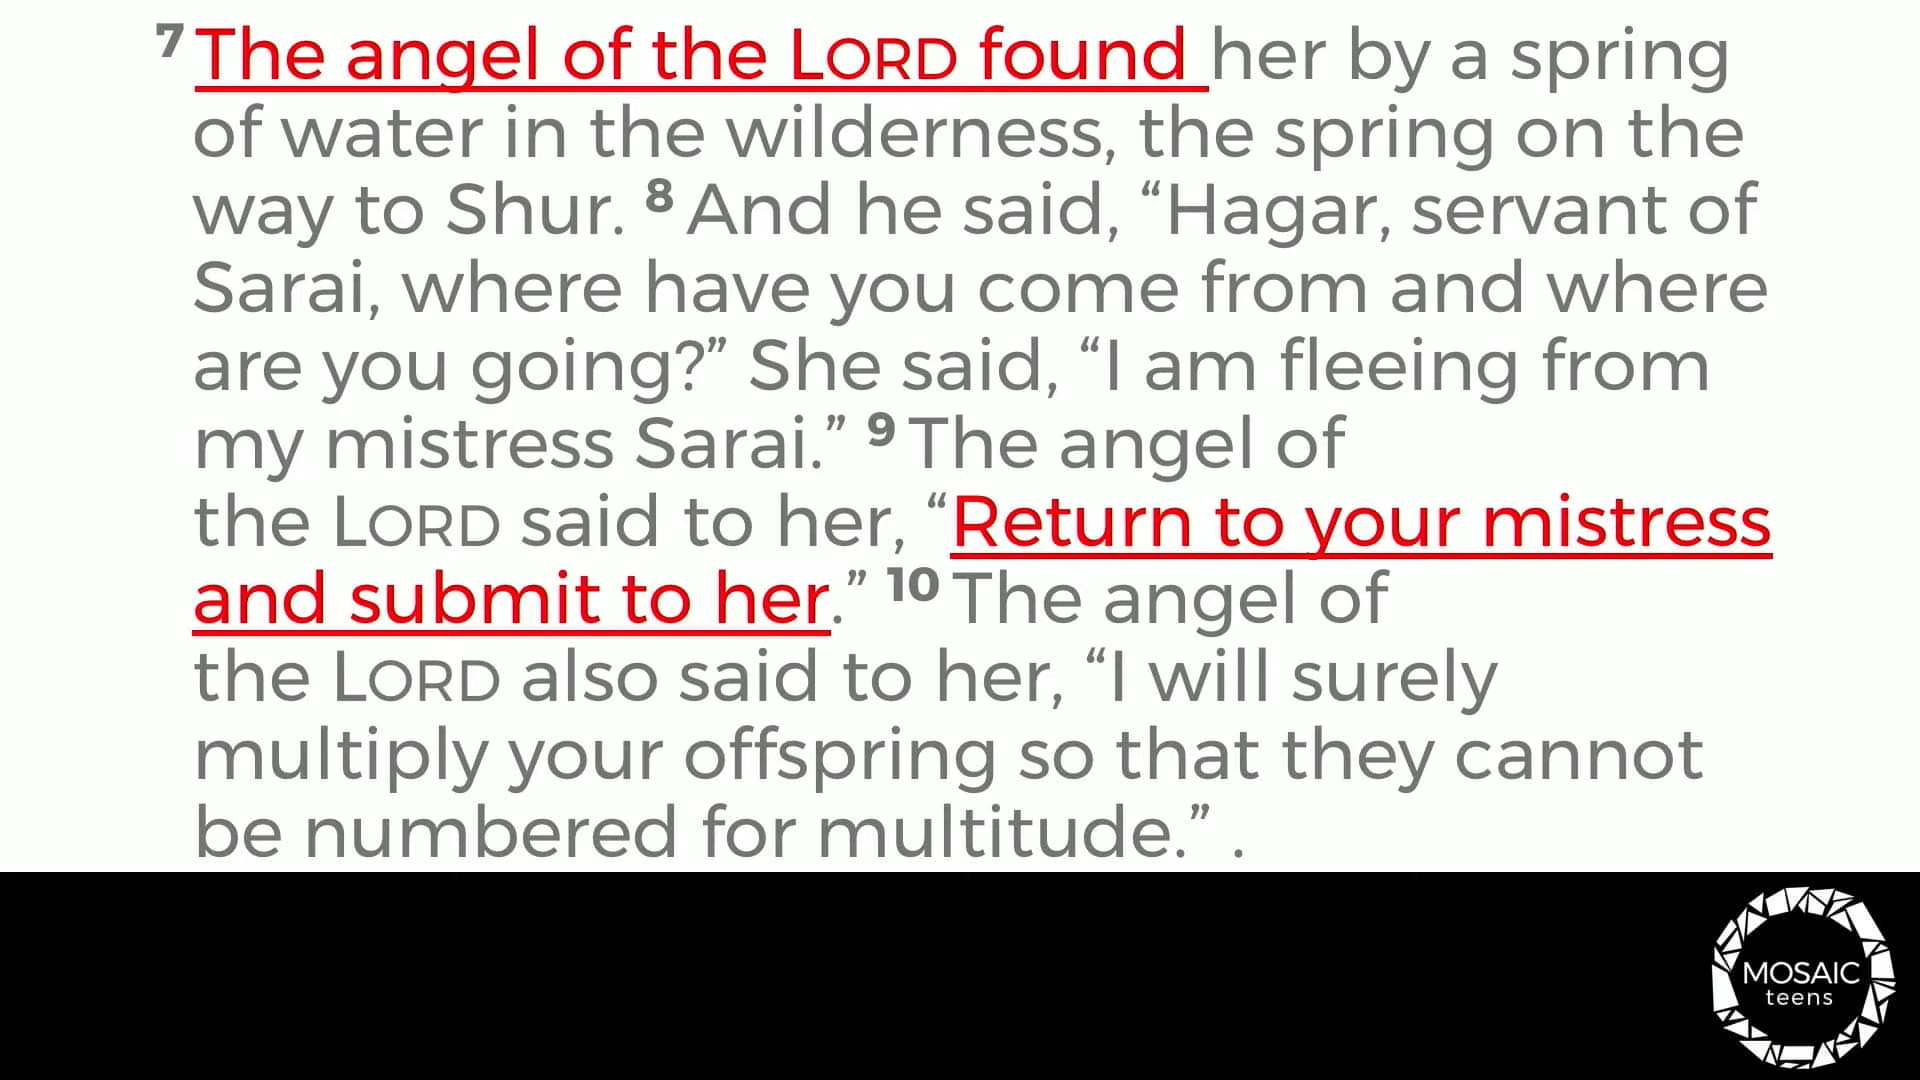 7 The angel of the LORD found her by a spring
of water in the wilderness, the spring on the
way to Shur. 8 And he said, “Hagar, servant of
Sarai, where have you come from and where
are you going?” She said, “I am fleeing from
my mistress Sarai.” 9 The angel of
the LORD said to her, “Return to your mistress
and submit to her.” 10 The angel of
the LORD also said to her, “I will surely
multiply your offspring so that they cannot
be numbered for multitude.” .
MOSAIC
teens